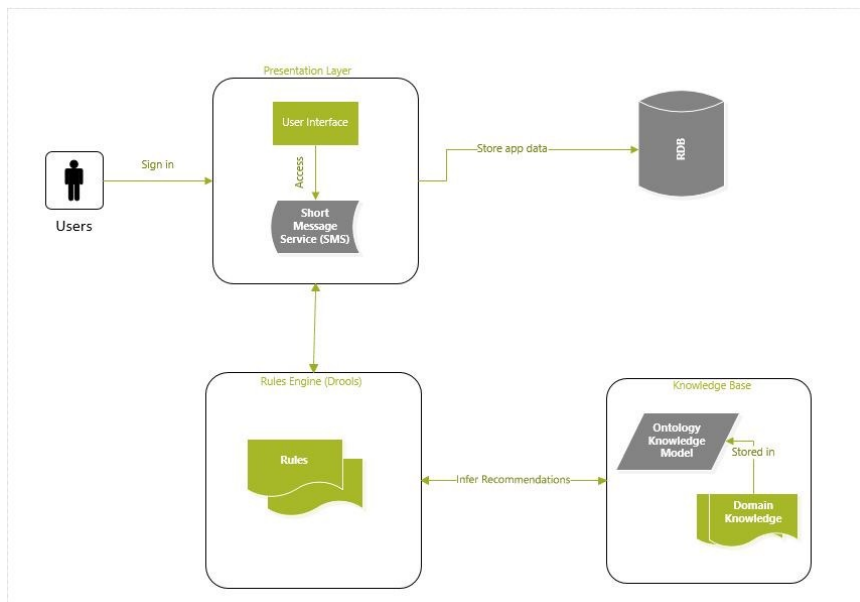 Presentation Layer
User Interface
Access
Short
Message
Service (SMS)
Sign in
Users
Store app data
RDB
Rules Engine (Drools)
Rules
Infer Recommendations
Knowledge Base
Ontology
Knowledge
Model
Stored in
Domain
Knowledge